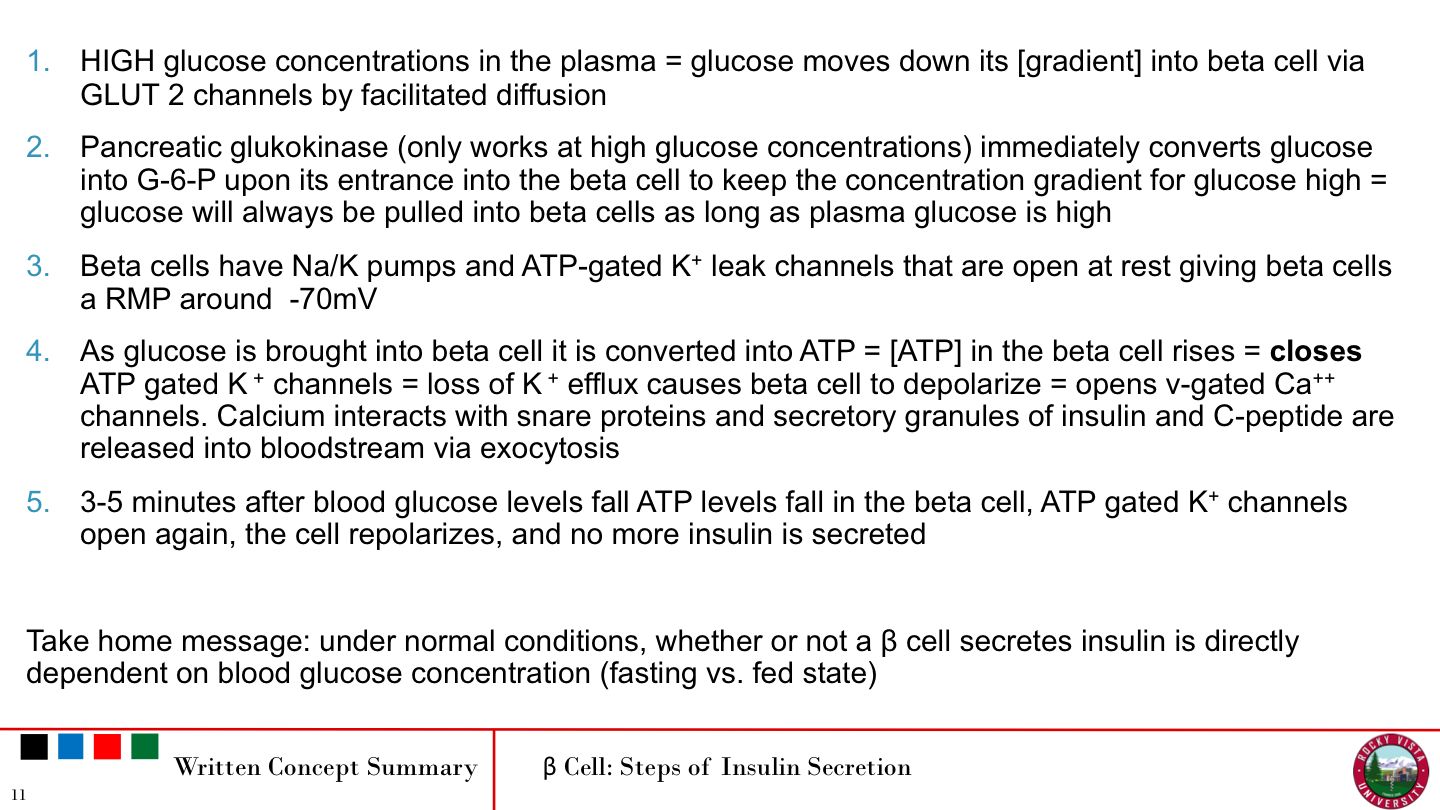 1. HIGH glucose concentrations in the plasma = glucose moves down its [gradient] into beta cell via
GLUT 2 channels by facilitated diffusion
2. Pancreatic glukokinase (only works at high glucose concentrations) immediately converts glucose
into G-6-P upon its entrance into the beta cell to keep the concentration gradient for glucose high =
glucose will always be pulled into beta cells as long as plasma glucose is high
3. Beta cells have Na/K pumps and ATP-gated K⁺ leak channels that are open at rest giving beta cells
a RMP around -70mV
4. As glucose is brought into beta cell it is converted into ATP = [ATP] in the beta cell rises = closes
ATP gated K ⁺ channels = loss of K ⁺ efflux causes beta cell to depolarize = opens v-gated Ca⁺⁺
channels. Calcium interacts with snare proteins and secretory granules of insulin and C-peptide are
released into bloodstream via exocytosis
5. 3-5 minutes after blood glucose levels fall ATP levels fall in the beta cell, ATP gated K⁺ channels
open again, the cell repolarizes, and no more insulin is secreted
Take home message: under normal conditions, whether or not a β cell secretes insulin is directly
dependent on blood glucose concentration (fasting vs. fed state)
Written Concept Summary
β Cell: Steps of Insulin Secretion
11
ROCKY VISTA
UNIVERSITY